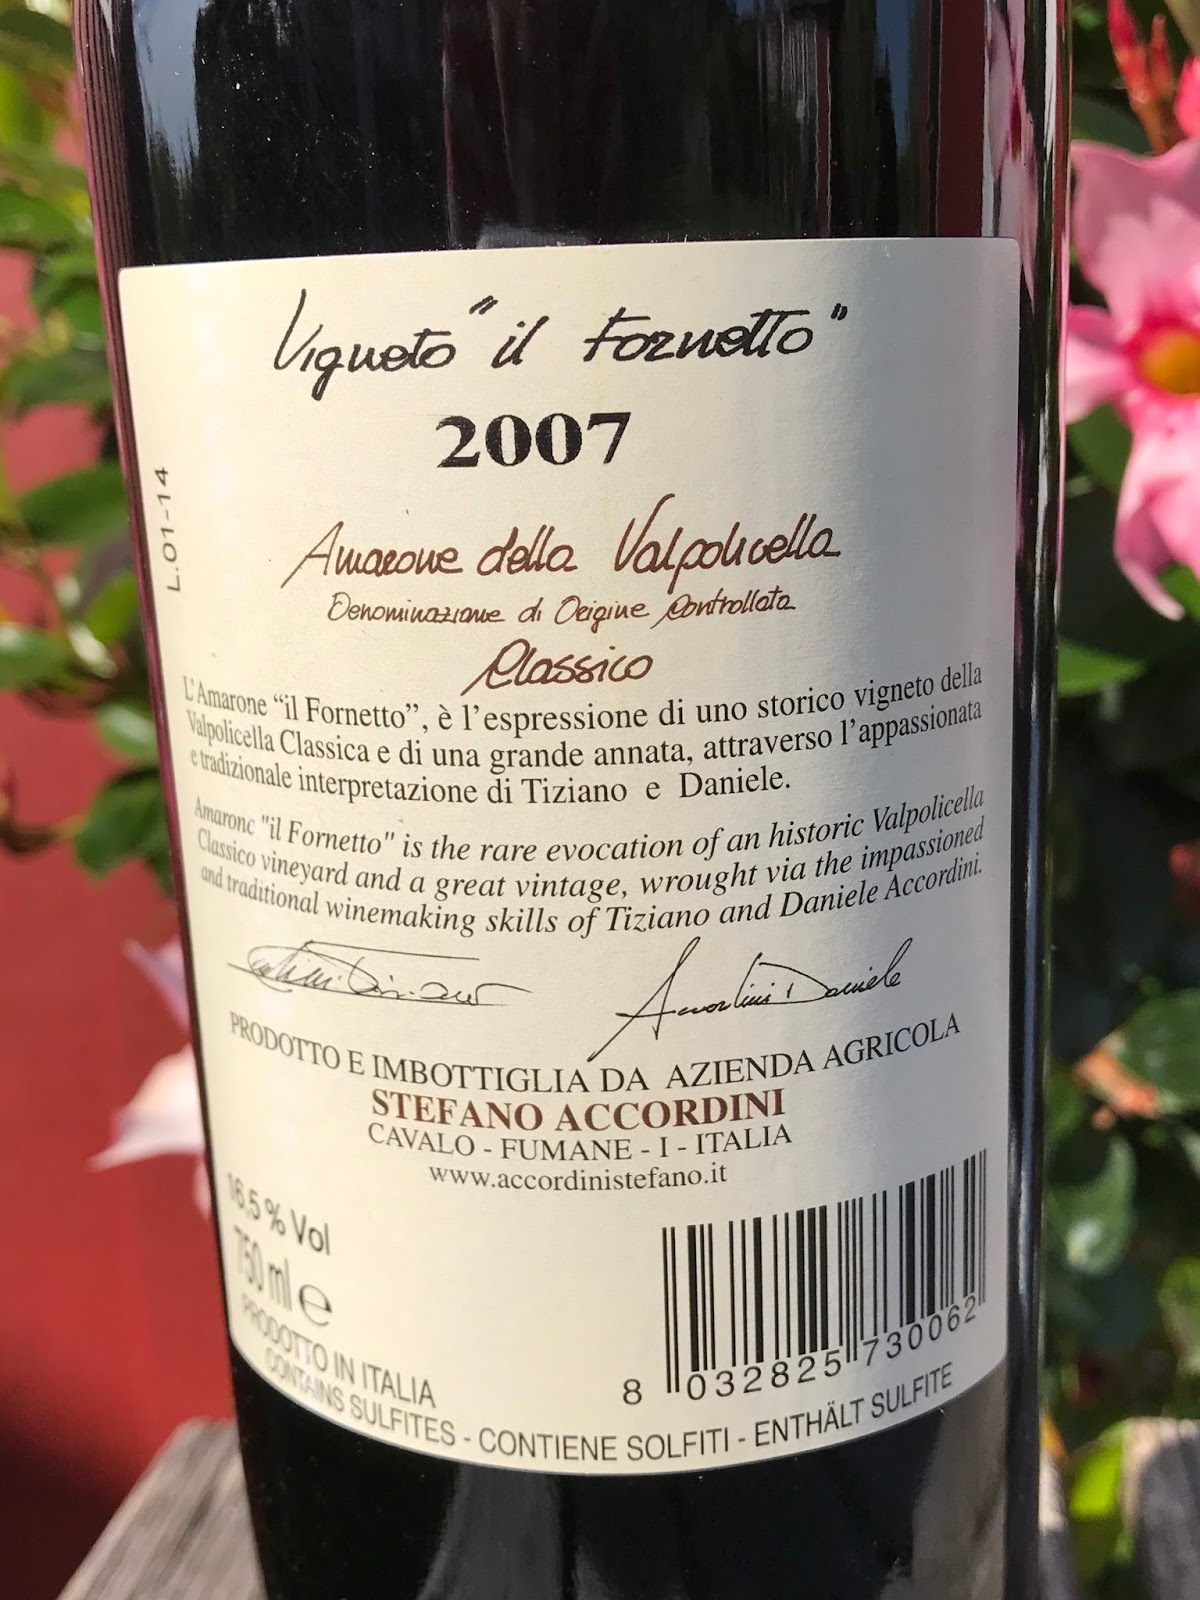 Vigneto "il Fornetto"
2007
L.01-14
Amarone della Valpolicella
Denominazione di Origine Controllata
Classico
L'Amarone “il Fornetto”, è l'espressione di uno storico vigneto della
Valpolicella Classica e di una grande annata, attraverso l'appassionata
e tradizionale interpretazione di Tiziano e Daniele.
Amarone "il Fornetto" is the rare evocation of an historic Valpolicella
Classico vineyard and a great vintage, wrought via the impassioned
and traditional winemaking skills of Tiziano and Daniele Accordini.
Accordini Daniele
PRODOTTO E IMBOTTIGLIA DA AZIENDA AGRICOLA
STEFANO ACCORDINI
CAVALO - FUMANE - I - ITALIA
www.accordinistefano.it
16,5 % Vol
750 ml e
PRODOTTO IN ITALIA
8 032825 730062
CONTAINS SULFITES - CONTIENE SOLFITI - ENTHÄLT SULFITE